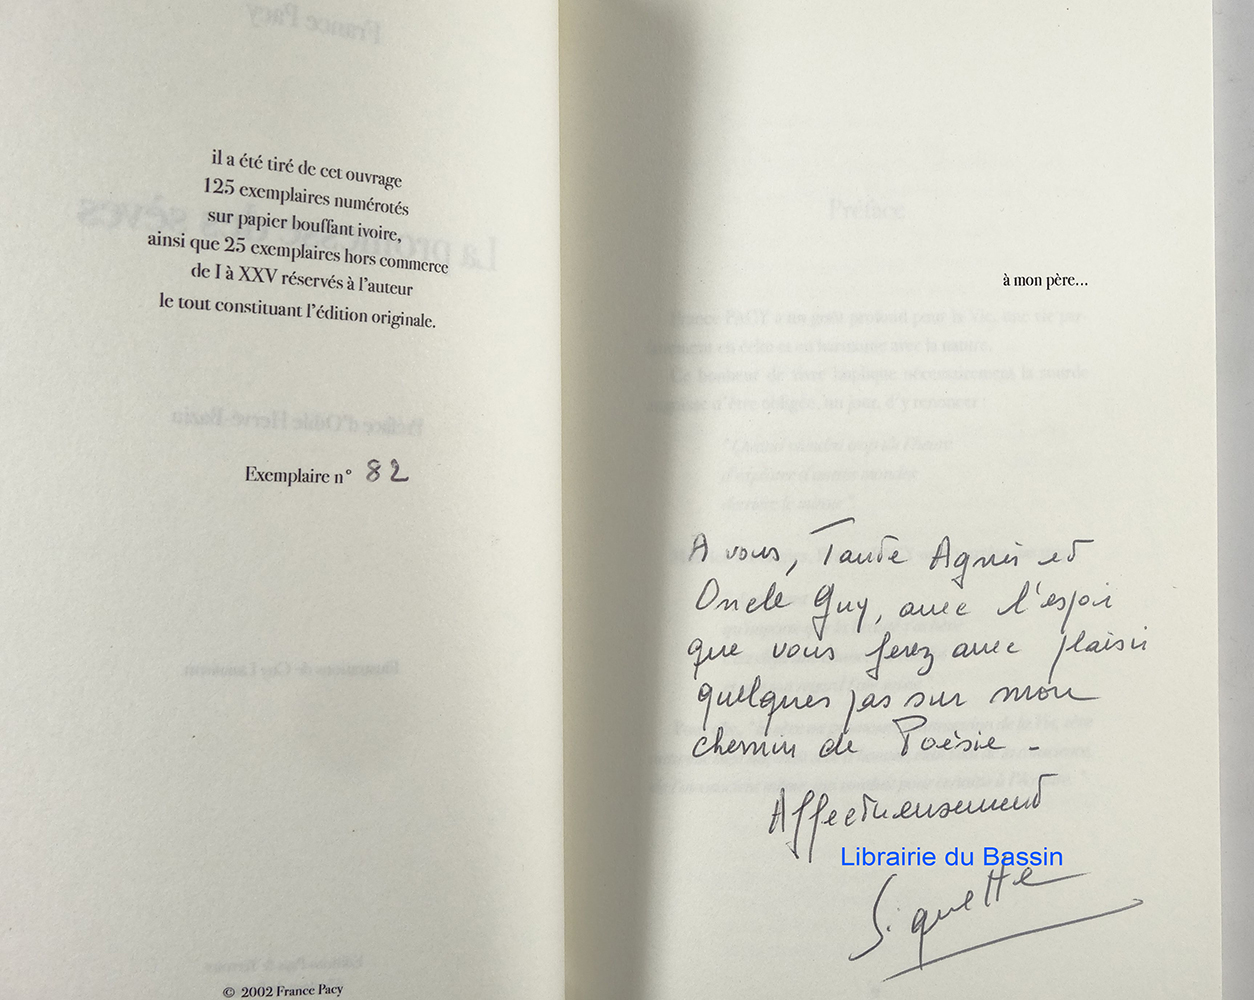 il a été tiré de cet ouvrage
125 exemplaires numérotés
sur papier bouffant ivoire,
ainsi que 25 exemplaires hors commerce
de I à XXV réservés à l'auteur
le tout constituant l'édition originale.
Exemplaire n° 82
© 2002 France Pacy
à mon père...
A vous, Tante Agnès et
Oncle Guy, avec l'espoir
que vous ferez avec plaisir
quelques pas sur mon
chemin de Poèsie -
Affectueusement
Librairie du Bassin
Siquette